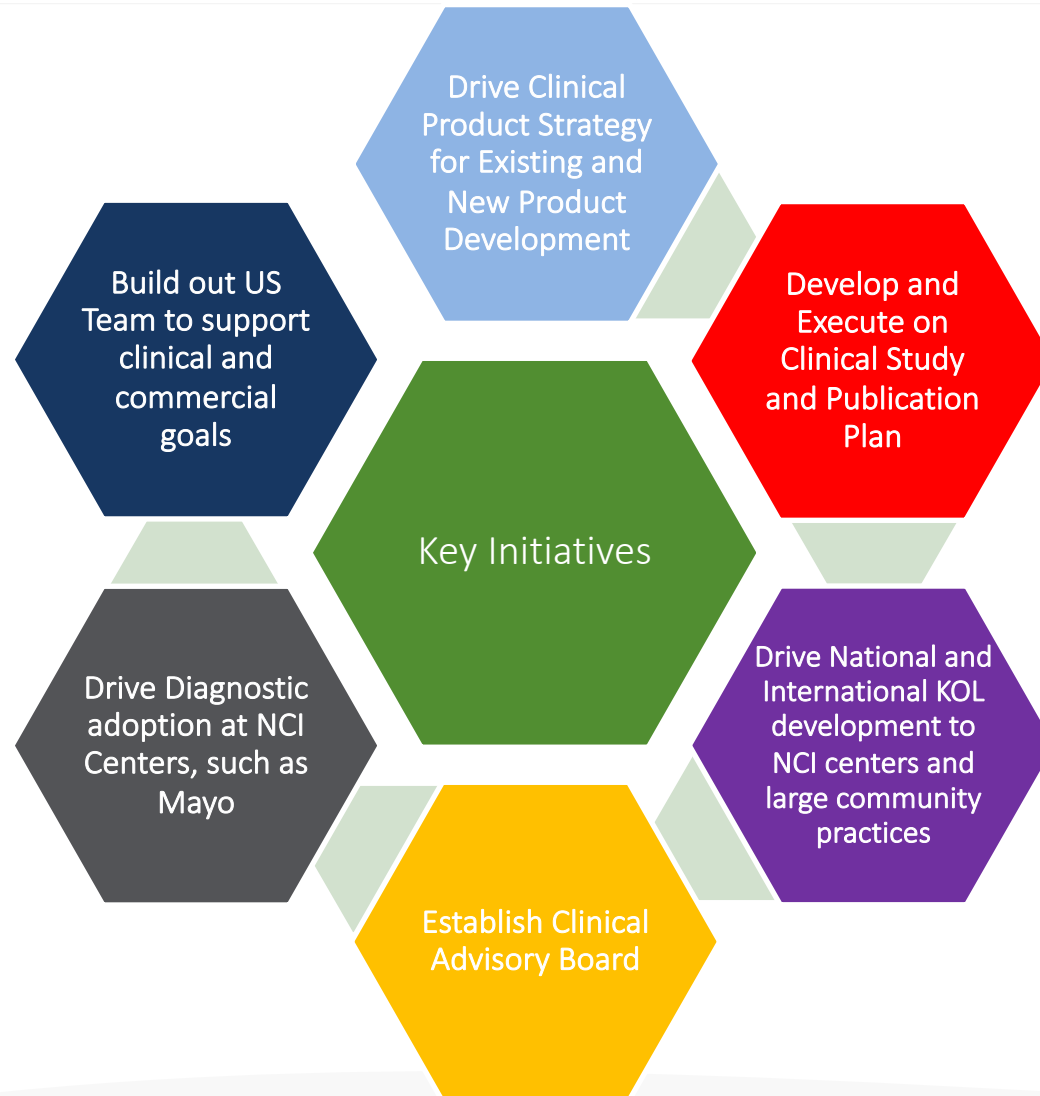 Drive Clinical
Product Strategy
for Existing and
New Product
Development
Develop and
Execute on
Clinical Study
and Publication
Plan
Drive National and
International KOL
development to
NCI centers and
large community
practices
Establish Clinical
Advisory Board
Drive Diagnostic
adoption at NCI
Centers, such as
Mayo
Build out US
Team to support
clinical and
commercial
goals
Key Initiatives